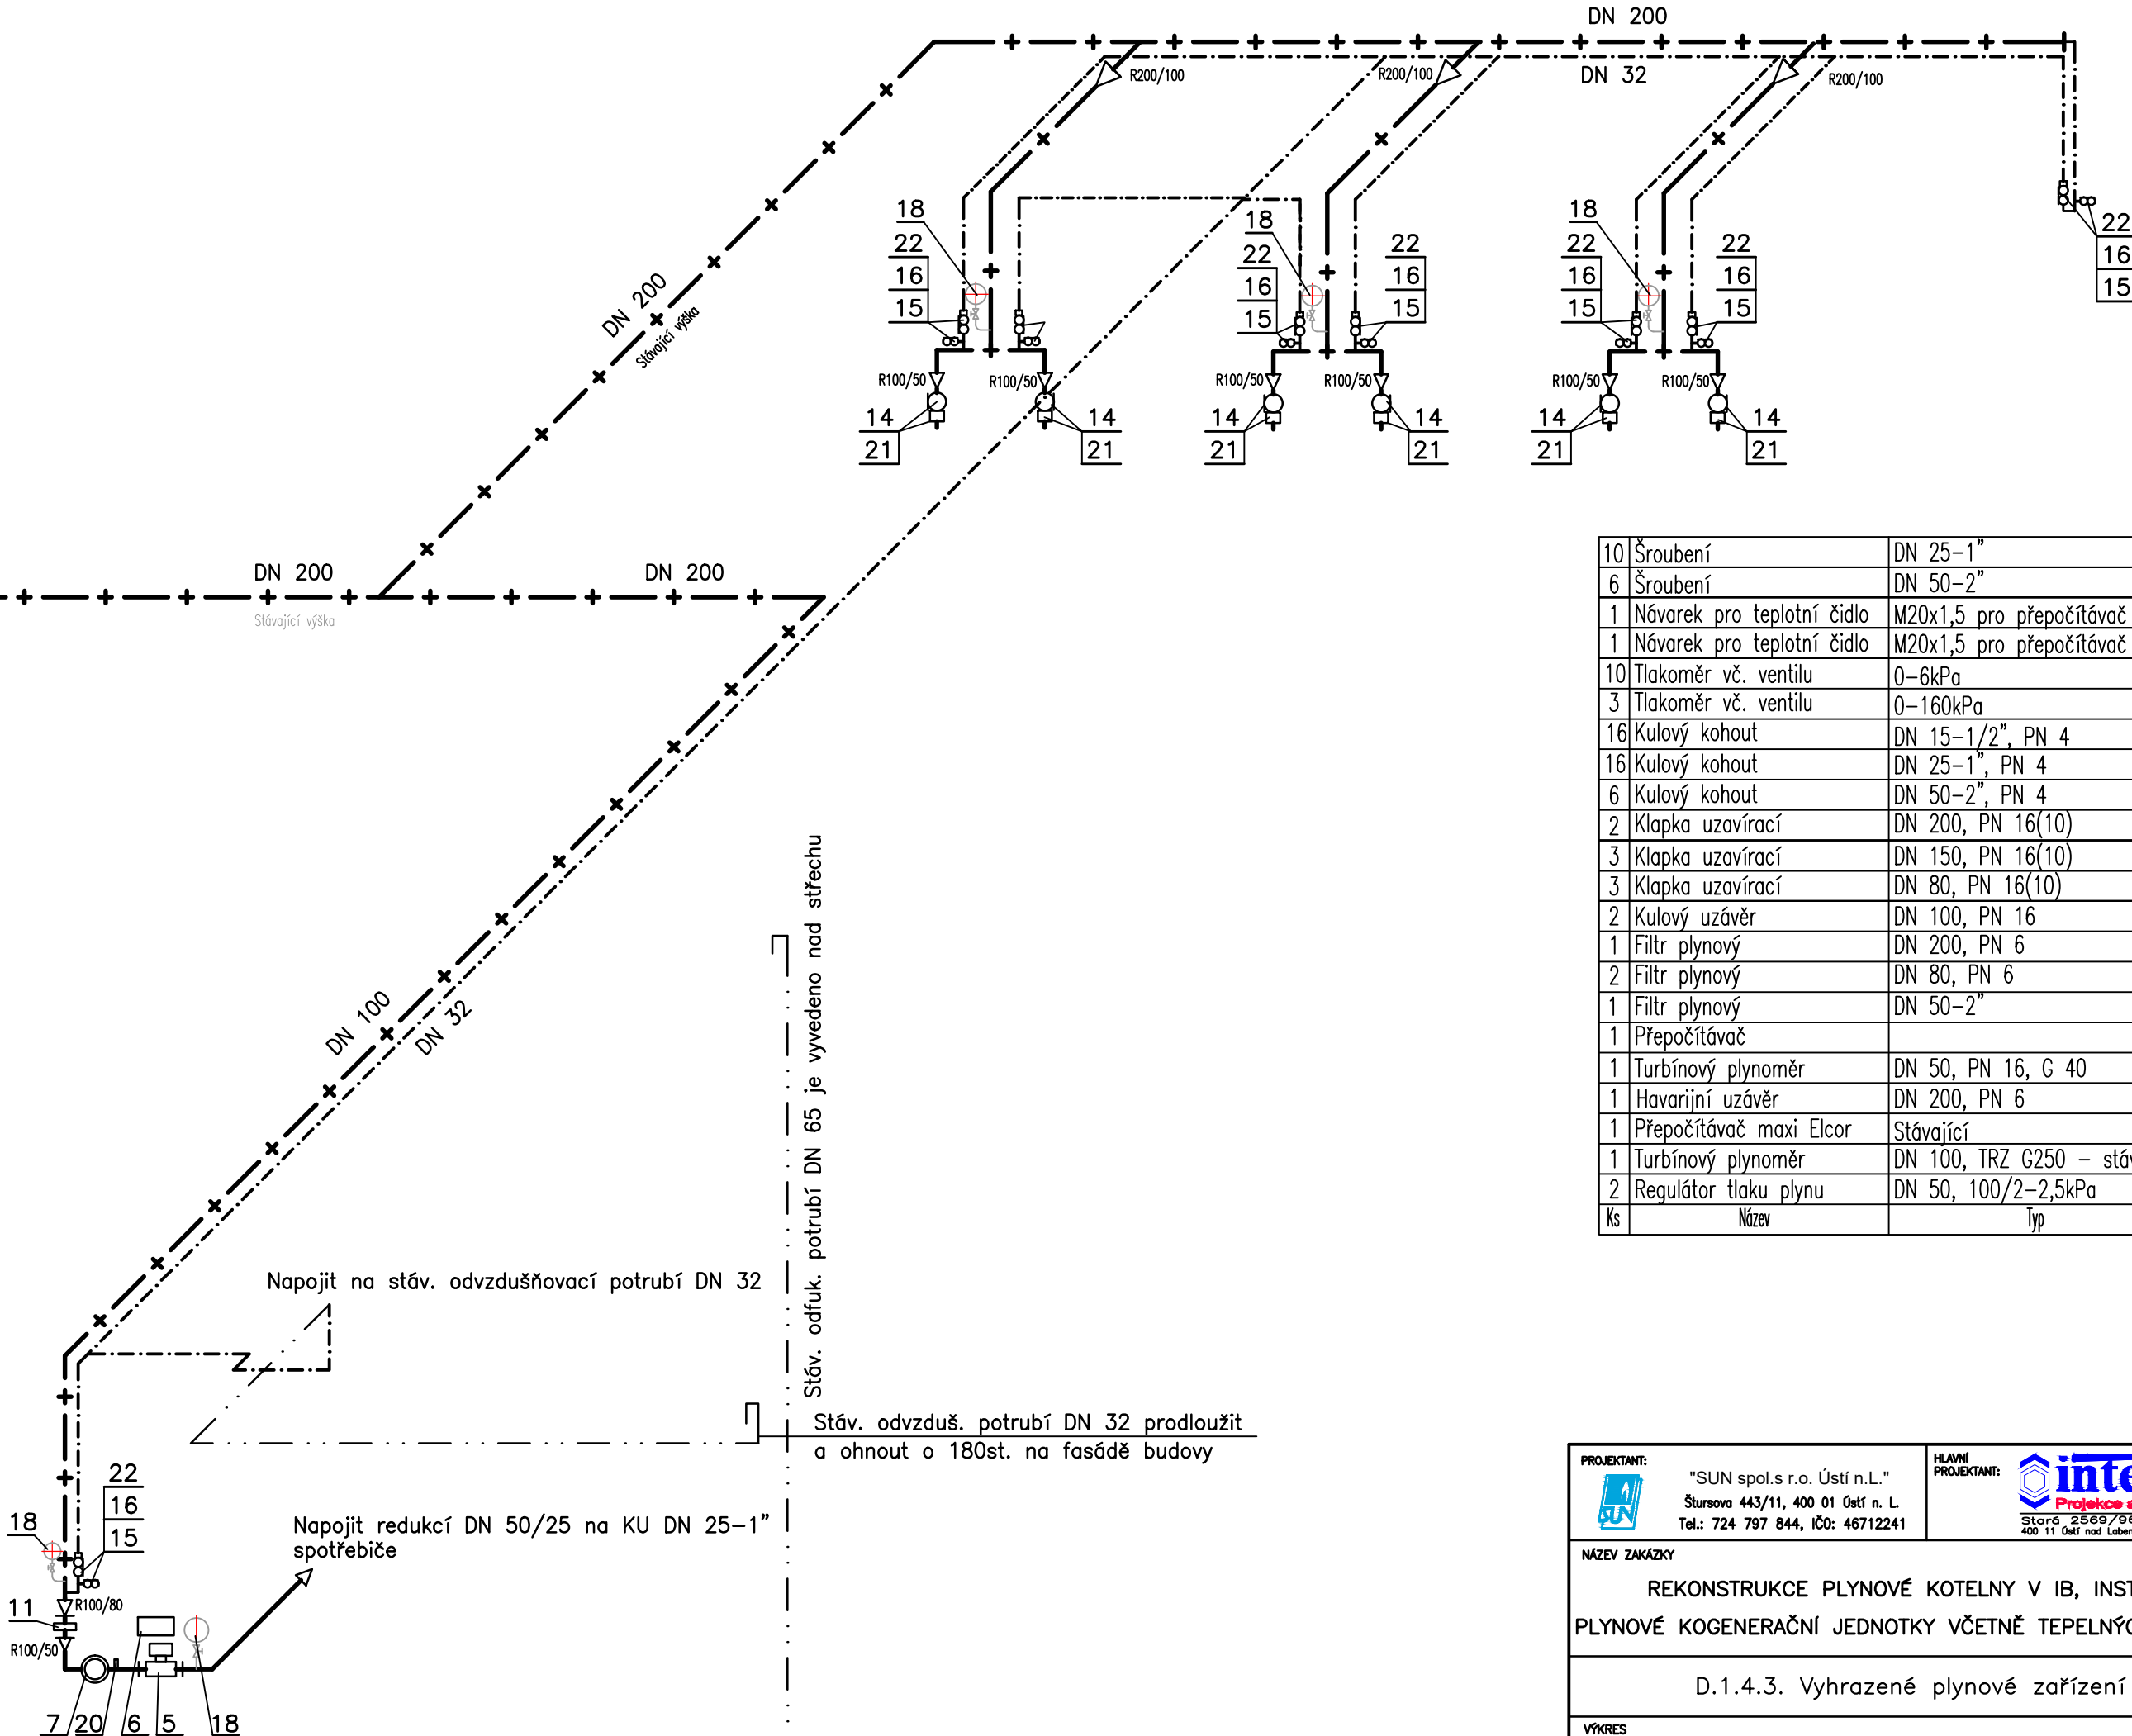 DN 200
R200/100
R200/100
DN 32
R200/100
DN 200
Stávající výška
18
22
16
15
18
22
16
15
22
16
15
18
22
16
15
22
16
15
22
16
15
R100/50
R100/50
R100/50
R100/50
R100/50
R100/50
14
21
14
21
14
21
14
21
14
21
14
21
DN 200
DN 200
Stávající výška
10 Šroubení DN 25-1"
6 Šroubení DN 50-2"
1 Návarek pro teplotní čidlo M20x1,5 pro přepočítávač
1 Návarek pro teplotní čidlo M20x1,5 pro přepočítávač
10 Tlakoměr vč. ventilu 0-6kPa
3 Tlakoměr vč. ventilu 0-160kPa
16 Kulový kohout DN 15-1/2", PN 4
16 Kulový kohout DN 25-1", PN 4
6 Kulový kohout DN 50-2", PN 4
2 Klapka uzavírací DN 200, PN 16(10)
3 Klapka uzavírací DN 150, PN 16(10)
3 Klapka uzavírací DN 80, PN 16(10)
2 Kulový uzávěr DN 100, PN 16
1 Filtr plynový DN 200, PN 6
2 Filtr plynový DN 80, PN 6
1 Filtr plynový DN 50-2"
1 Přepočítávač
1 Turbínový plynoměr DN 50, PN 16, G 40
1 Havarijní uzávěr DN 200, PN 6
1 Přepočítávač maxi Elcor Stávající
1 Turbínový plynoměr DN 100, TRZ G250 - stáv
2 Regulátor tlaku plynu DN 50, 100/2-2,5kPa
Ks Název Typ
DN 100
DN 32
Stáv. odfuk. potrubí DN 65 je vyvedeno nad střechu
Napojit na stáv. odvzdušňovací potrubí DN 32
Stáv. odvzduš. potrubí DN 32 prodloužit
a ohnout o 180st. na fasádě budovy
22
16
15
18
Napojit redukcí DN 50/25 na KU DN 25-1"
spotřebiče
11
R100/80
R100/50
7 20 6 5 18
PROJEKTANT:
SUN
"SUN spol.s r.o. Ústí n.L."
Štursova 443/11, 400 01 Ústí n. L.
Tel.: 724 797 844, IČO: 46712241
HLAVNÍ
PROJEKTANT:
inte
Projekce a
Stará 2569/96
400 11 Ústí nad Labem
NÁZEV ZAKÁZKY
REKONSTRUKCE PLYNOVÉ KOTELNY V IB, INST
PLYNOVÉ KOGENERAČNÍ JEDNOTKY VČETNĚ TEPELNÝC
D.1.4.3. Vyhrazené plynové zařízení
VÝKRES